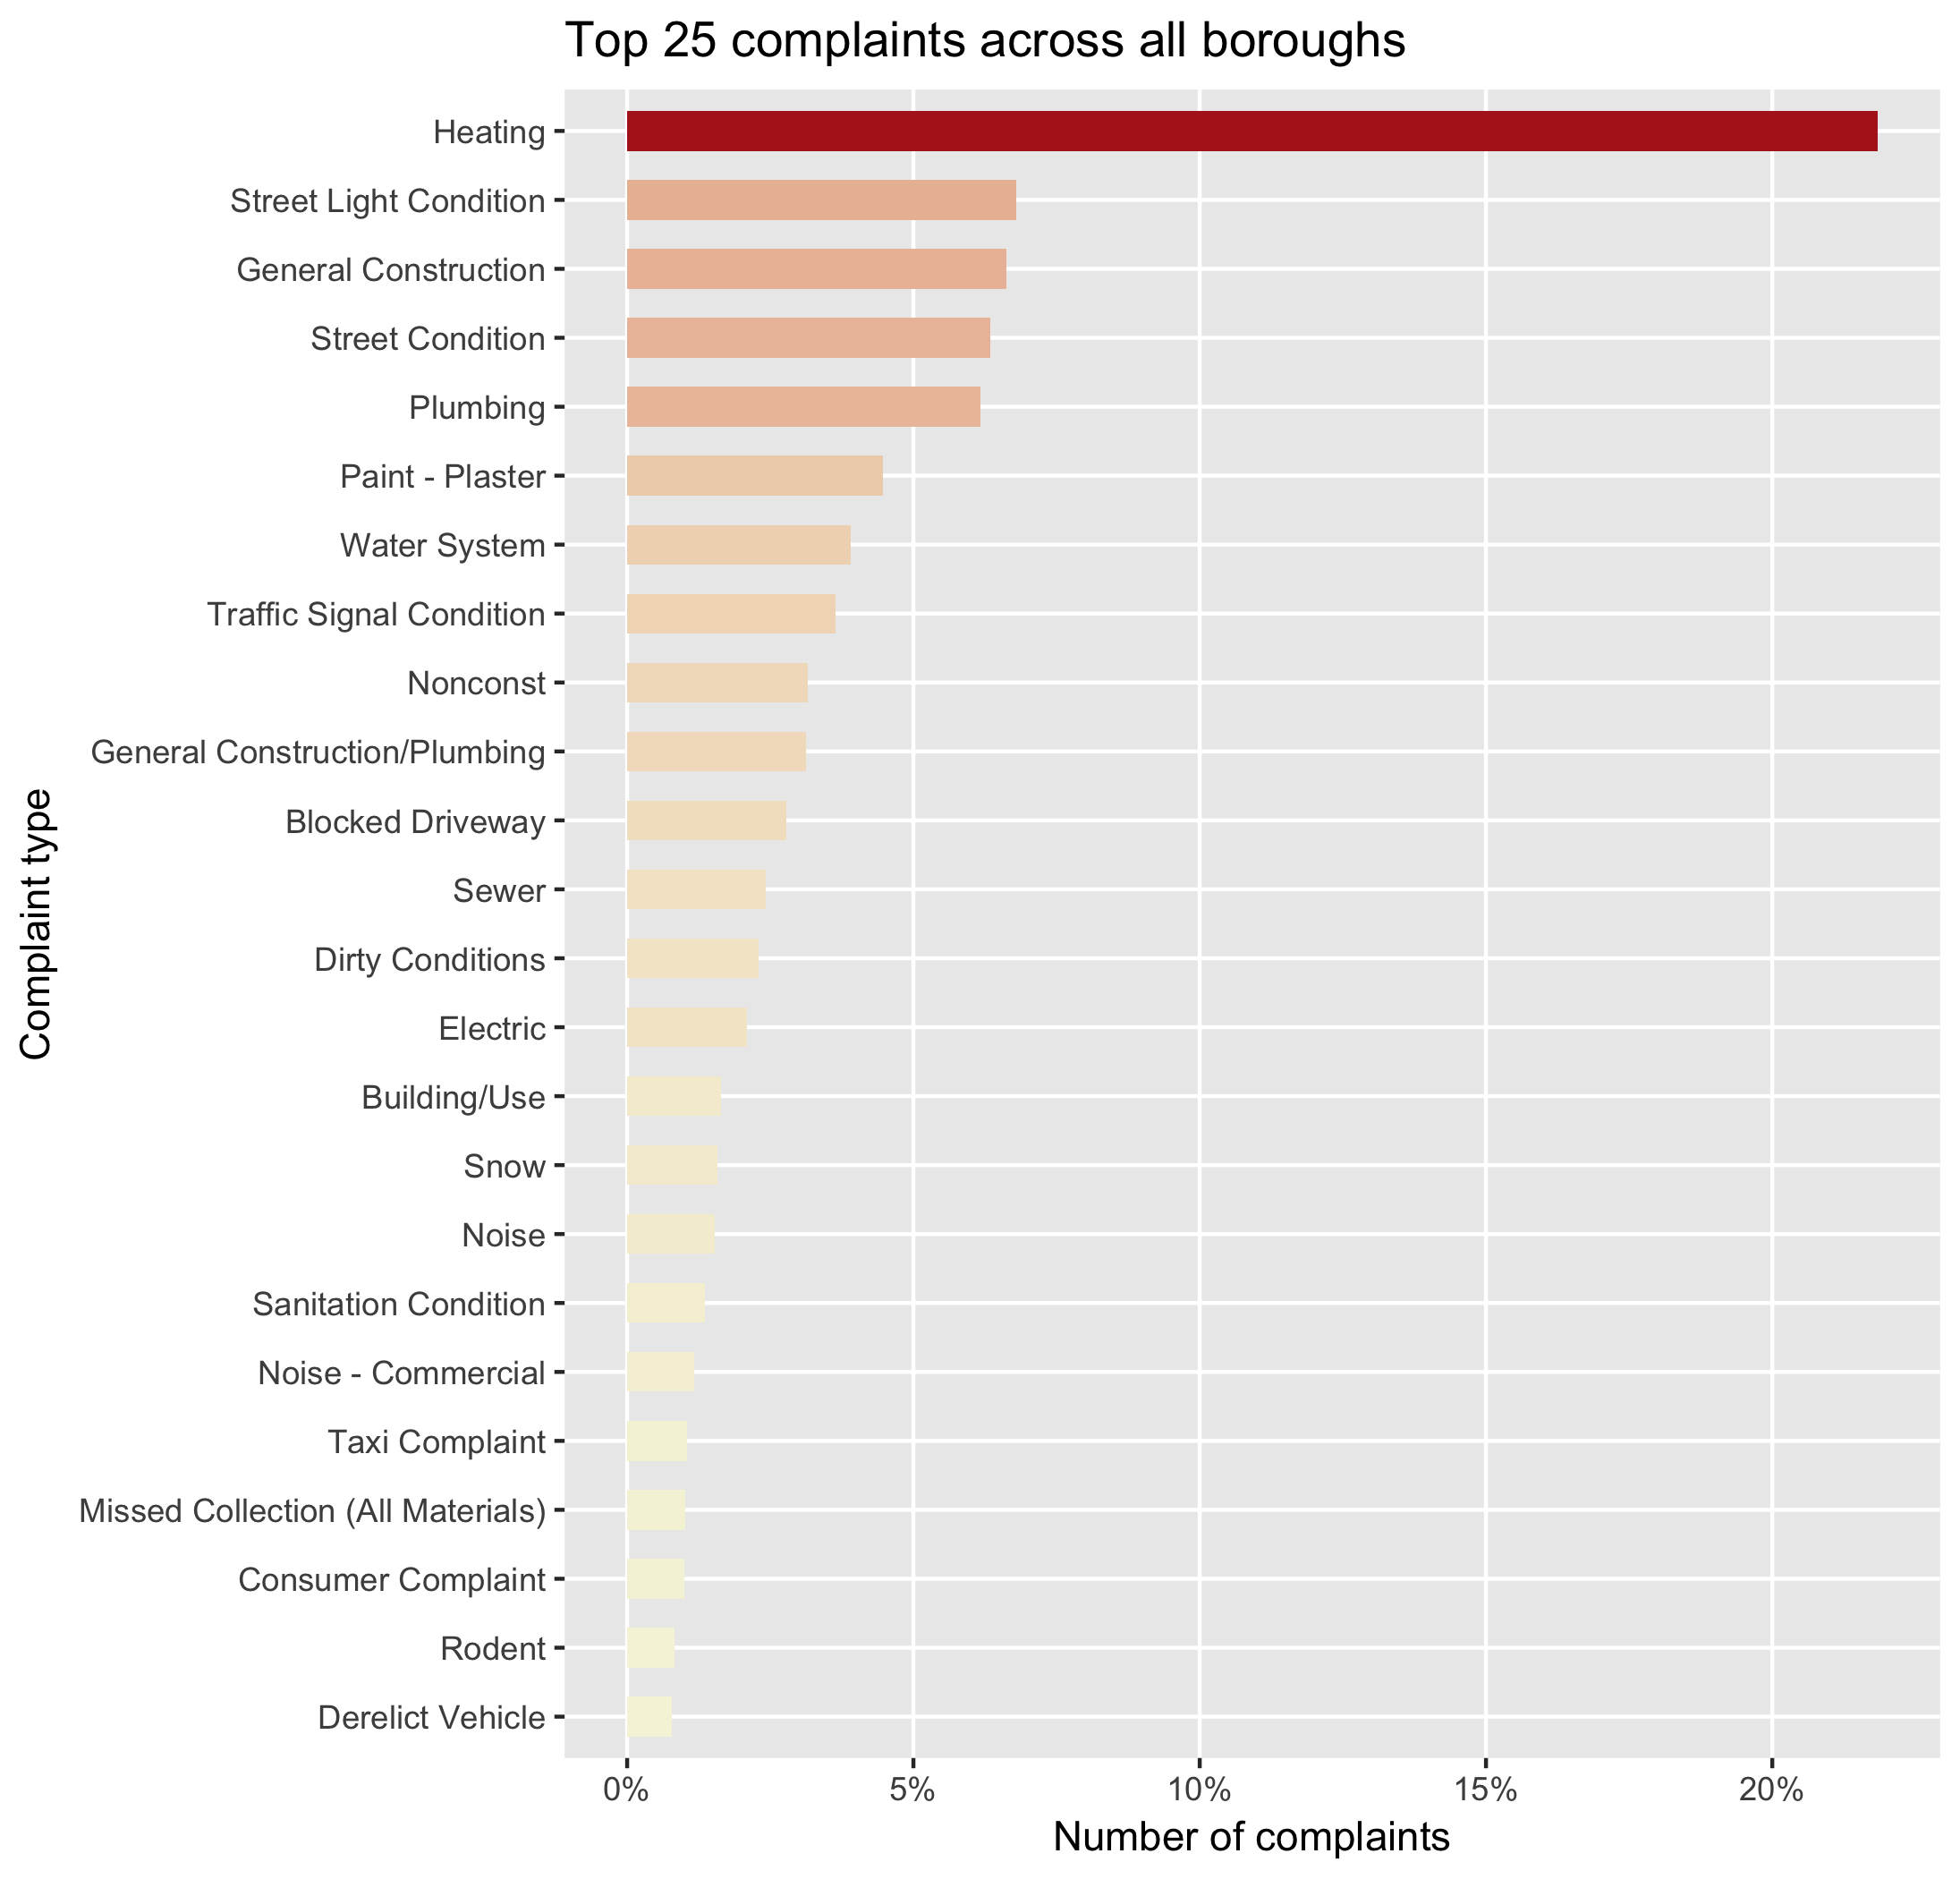 Top 25 complaints across all boroughs
Heating
Street Light Condition
General Construction
Street Condition
Plumbing
Paint - Plaster
Water System
Traffic Signal Condition
Nonconst
General Construction/Plumbing
Blocked Driveway
Sewer
Dirty Conditions
Electric
Building/Use
Snow
Noise
Sanitation Condition
Noise - Commercial
Taxi Complaint
Missed Collection (All Materials)
Consumer Complaint
Rodent
Derelict Vehicle
Complaint type
0% 5% 10% 15% 20%
Number of complaints